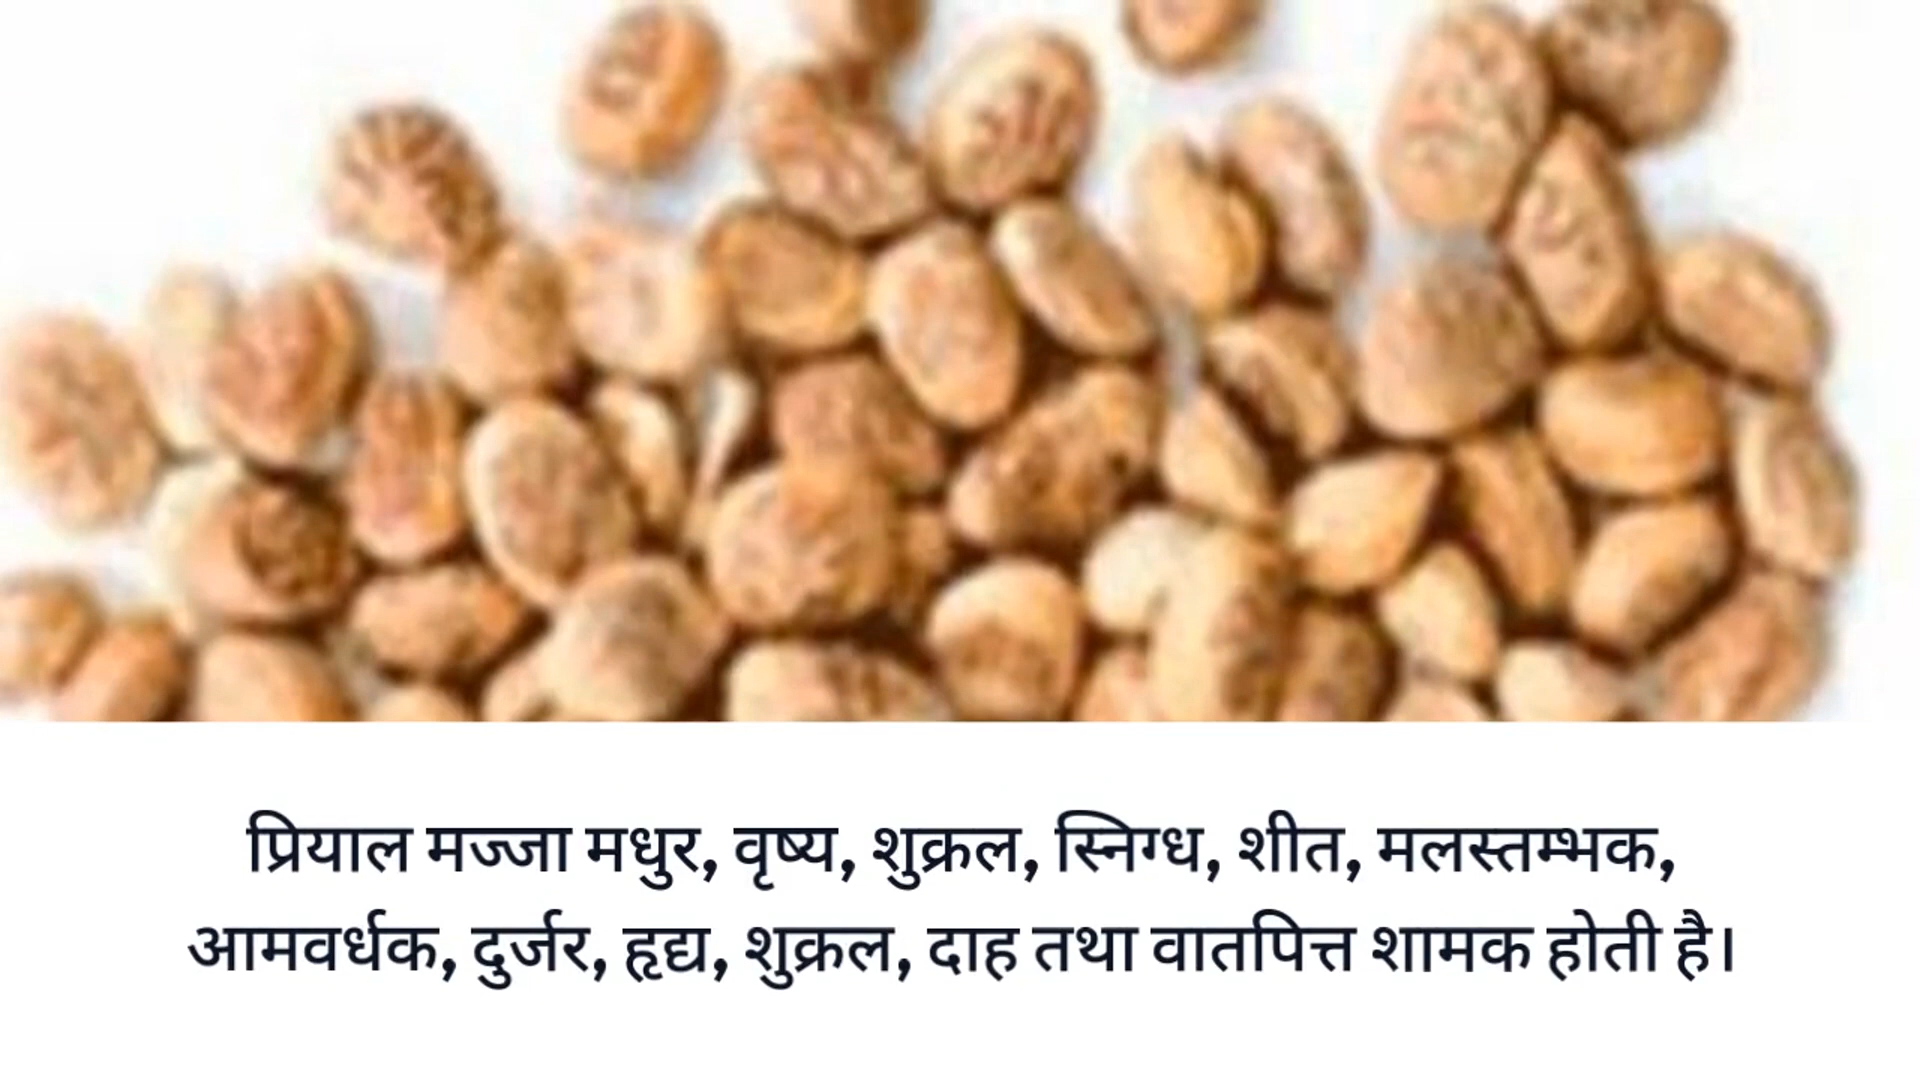 प्रियाल मज्जा मधुर, वृष्य, शुक्रल, स्निग्ध, शीत, मलस्तम्भक,
आमवर्धक, दुर्जर, हृद्य, शुक्रल, दाह तथा वातपित्त शामक होती है।